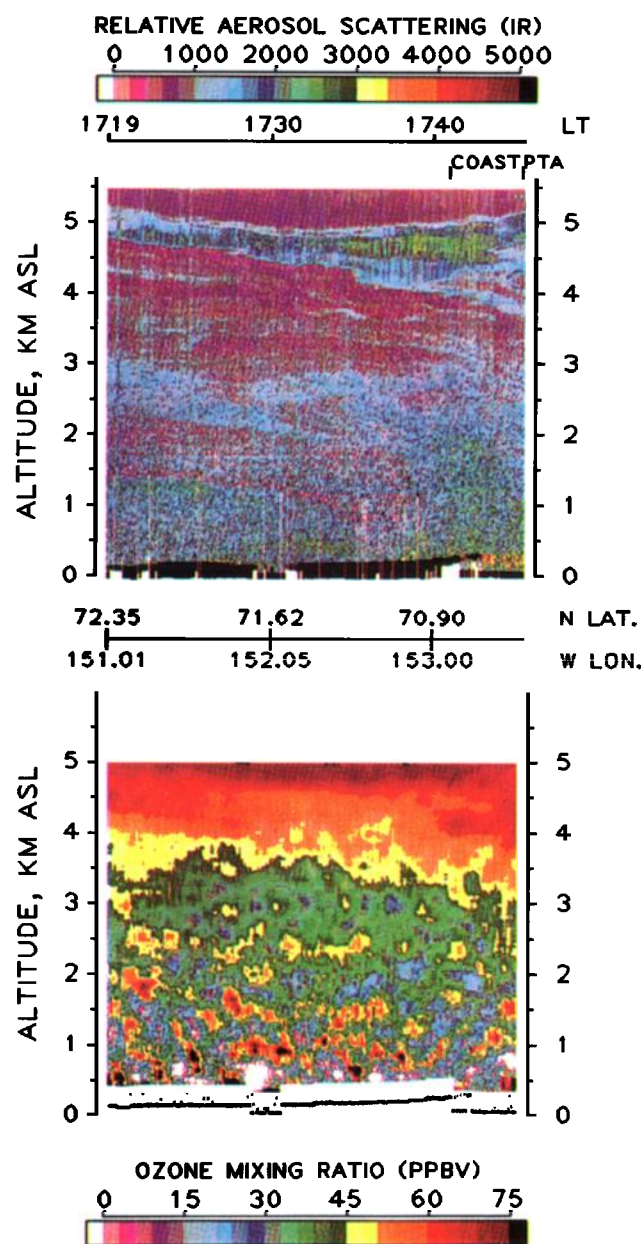 RELATIVE AEROSOL SCATTERING (IR)
0 1000 2000 3000 4000 5000
1719 1730 1740 LT
COAST PTA
5 5
4 4
3 3
2 2
1 1
0 0
ALTITUDE, KM ASL
72.35 71.62 70.90 N LAT.
151.01 152.05 153.00 W LON.
5 5
4 4
3 3
2 2
1 1
0 0
ALTITUDE, KM ASL
OZONE MIXING RATIO (PPBV)
0 15 30 45 60 75